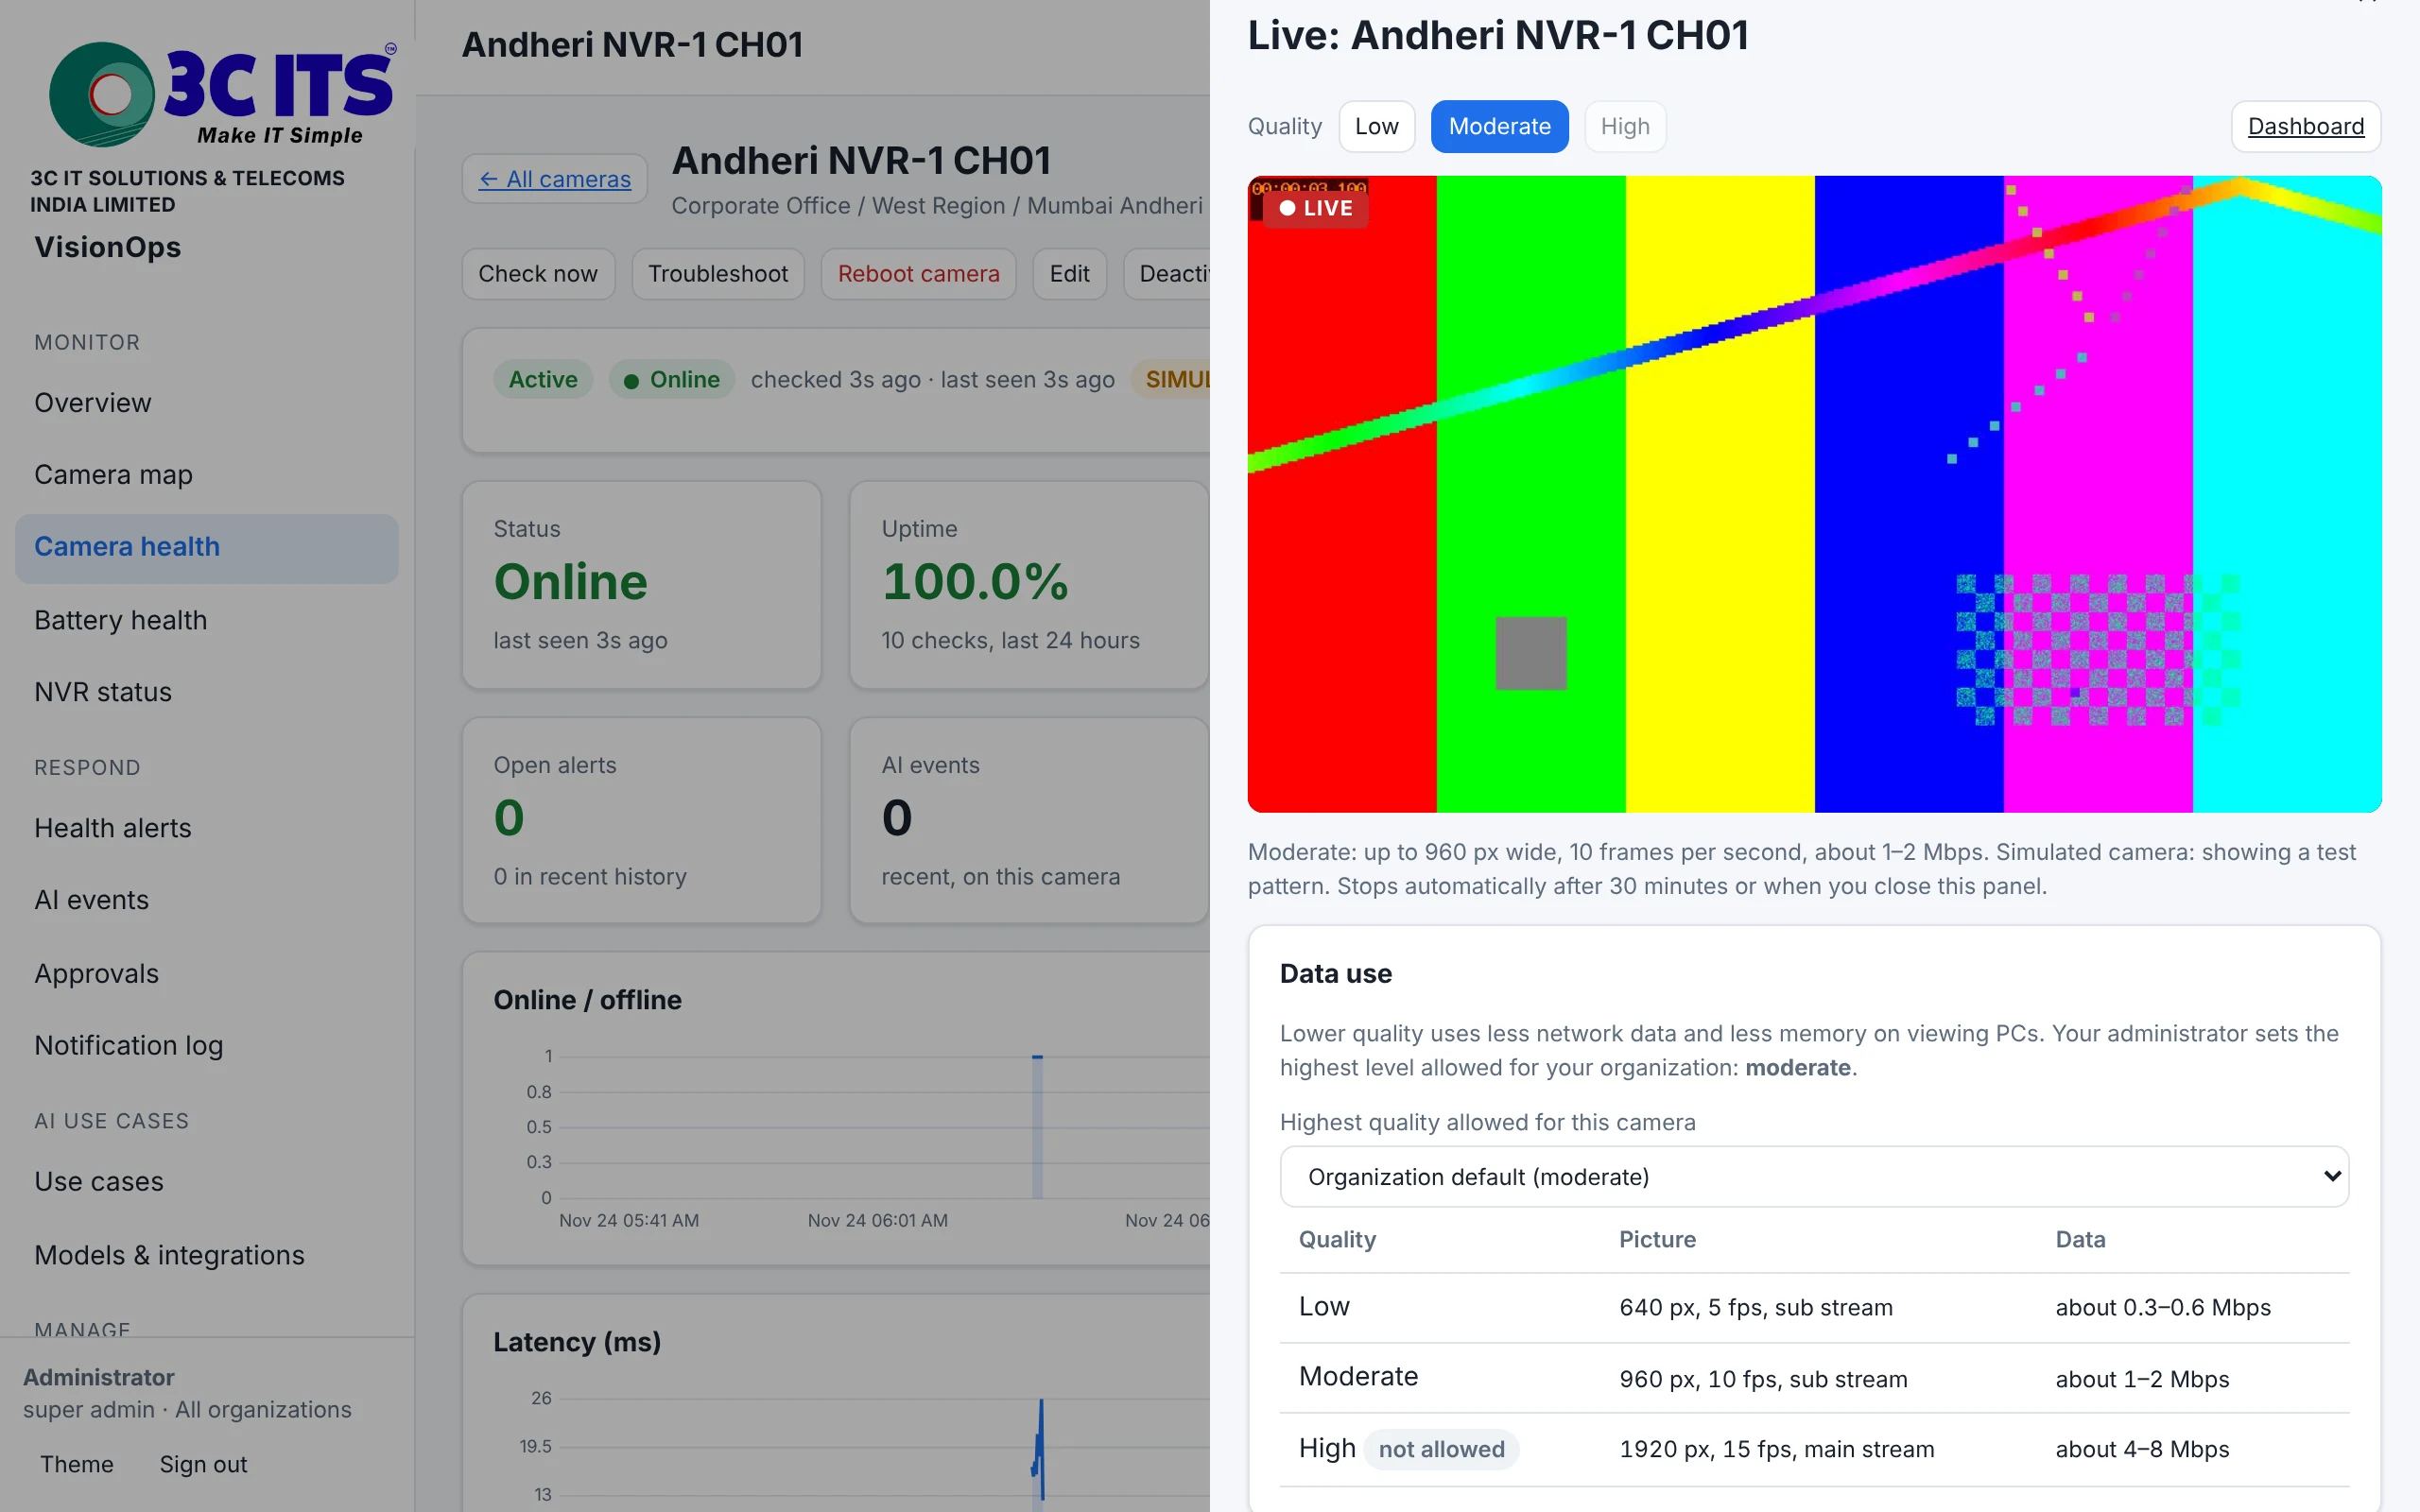 3C ITS
TM
Make IT Simple
3C IT SOLUTIONS & TELECOMS
INDIA LIMITED
VisionOps
MONITOR
Overview
Camera map
Camera health
Battery health
NVR status
RESPOND
Health alerts
AI events
Approvals
Notification log
AI USE CASES
Use cases
Models & integrations
MANAGE
Administrator
super admin · All organizations
Theme
Sign out
Andheri NVR-1 CH01
← All cameras
Andheri NVR-1 CH01
Corporate Office / West Region / Mumbai Andheri
Check now
Troubleshoot
Reboot camera
Edit
Deacti
Active
Online
checked 3s ago · last seen 3s ago
SIMUL
Status
Online
last seen 3s ago
Uptime
100.0%
10 checks, last 24 hours
Open alerts
0
0 in recent history
AI events
0
recent, on this camera
Online / offline
1
0.8
0.5
0.3
0
Nov 24 05:41 AM
Nov 24 06:01 AM
Nov 24 06
Latency (ms)
26
19.5
13
Live: Andheri NVR-1 CH01
Quality
Low
Moderate
High
Dashboard
00:00:03.100
LIVE
Moderate: up to 960 px wide, 10 frames per second, about 1–2 Mbps. Simulated camera: showing a test
pattern. Stops automatically after 30 minutes or when you close this panel.
Data use
Lower quality uses less network data and less memory on viewing PCs. Your administrator sets the
highest level allowed for your organization: moderate.
Highest quality allowed for this camera
Organization default (moderate)
Quality Picture Data
Low 640 px, 5 fps, sub stream about 0.3–0.6 Mbps
Moderate 960 px, 10 fps, sub stream about 1–2 Mbps
High not allowed 1920 px, 15 fps, main stream about 4–8 Mbps